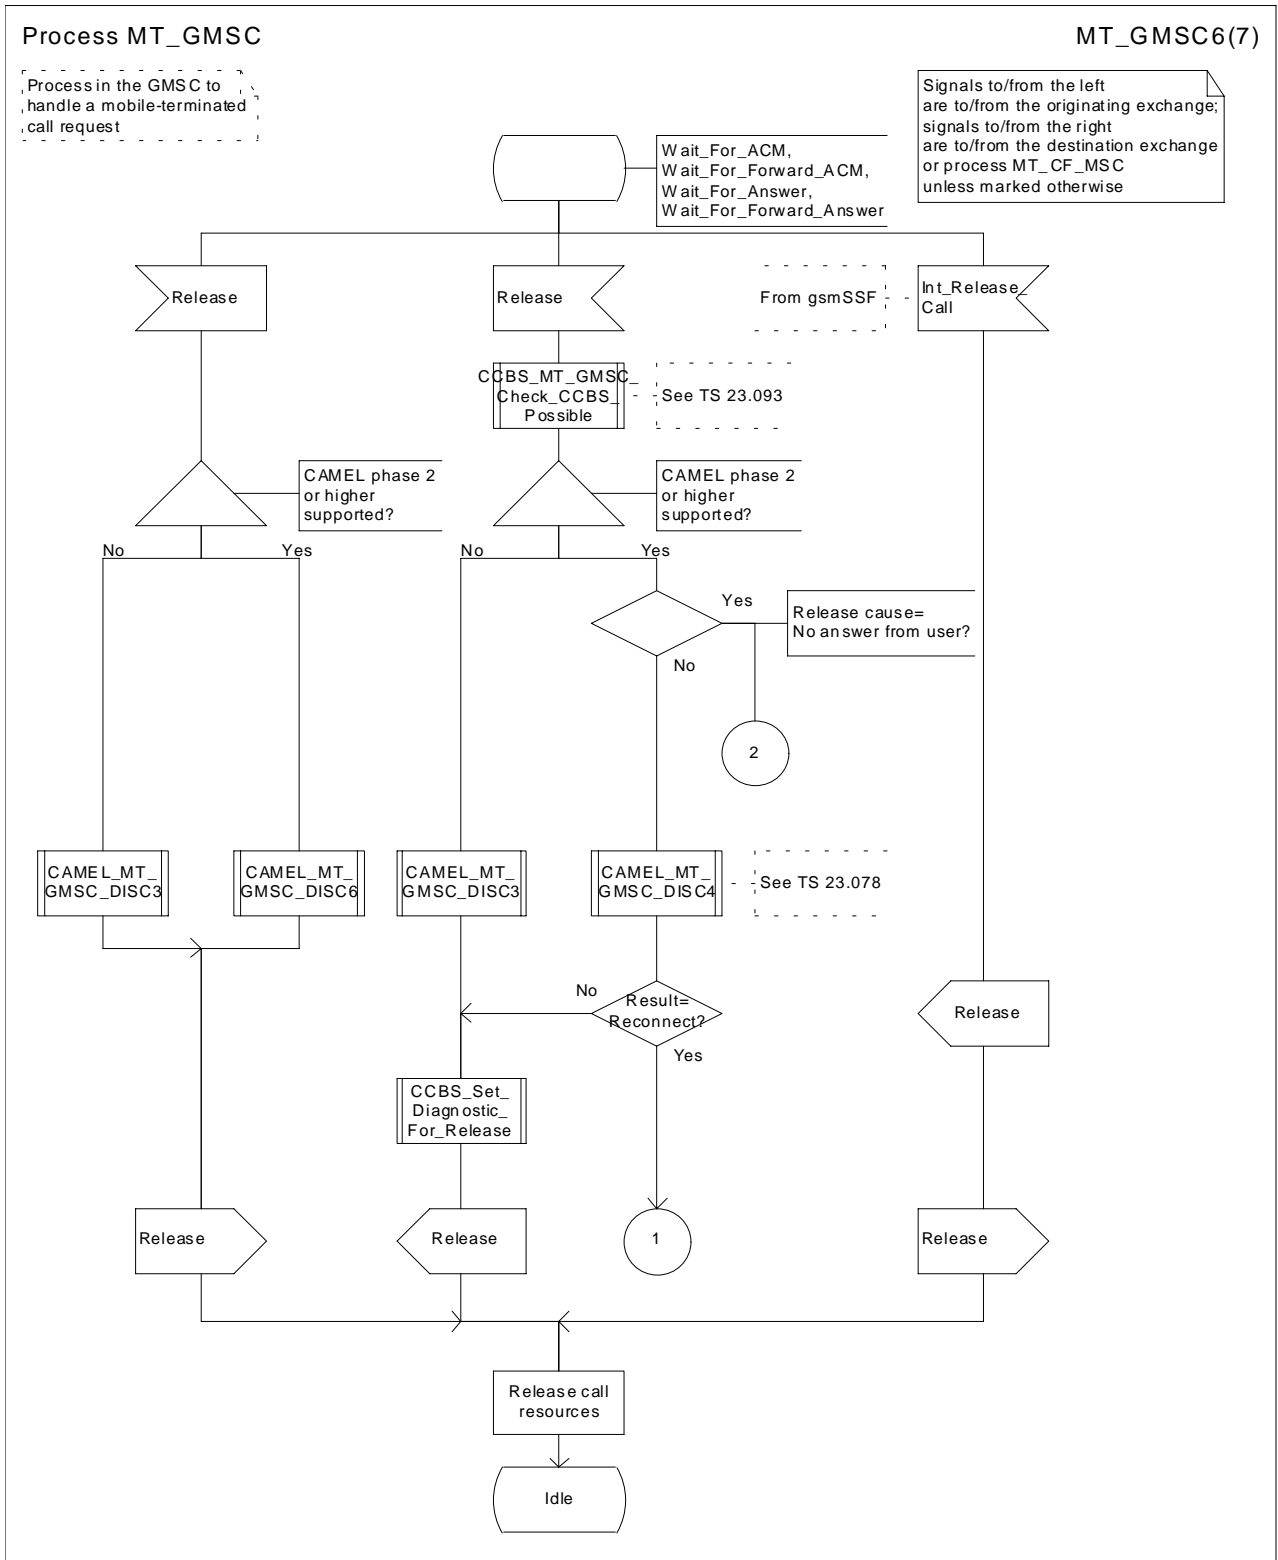 Process MT_GMSC
MT_GMSC6(7)
Process in the GMSC to
handle a mobile-terminated
call request
Signals to/from the left
are to/from the originating exchange;
signals to/from the right
are to/from the destination exchange
or process MT_CF_MSC
unless marked otherwise
Wait_For_ACM,
Wait_For_Forward_ACM,
Wait_For_Answer,
Wait_For_Forward_Answer
Release
Release
From gsmSSF
Int_Release_
Call
CCBS_MT_GMSC_
Check_CCBS_
Possible
See TS 23.093
CAMEL phase 2
or higher
supported?
CAMEL phase 2
or higher
supported?
No
Yes
No
Yes
Yes
Release cause=
No answer from user?
No
2
CAMEL_MT_
GMSC_DISC3
CAMEL_MT_
GMSC_DISC6
CAMEL_MT_
GMSC_DISC3
CAMEL_MT_
GMSC_DISC4
See TS 23.078
No
Result=
Reconnect?
Yes
Release
CCBS_Set_
Diagnostic_
For_Release
Release
Release
1
Release
Release call
resources
Idle